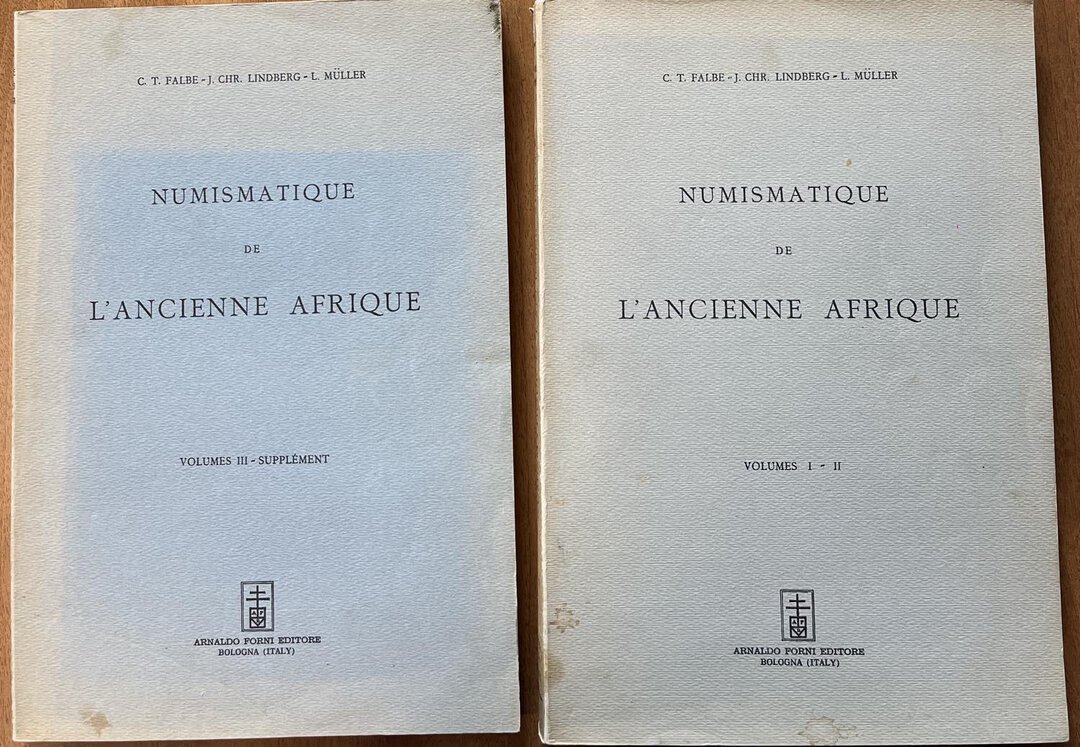 C. T. FALBE - J. CHR. LINDBERG - L. MÜLLER
NUMISMATIQUE
DE
L'ANCIENNE AFRIQUE
VOLUMES III - SUPPLÉMENT
ARNALDO FORNI EDITORE
BOLOGNA (ITALY)
C. T. FALBE - J. CHR. LINDBERG - L. MÜLLER
NUMISMATIQUE
DE
L'ANCIENNE AFRIQUE
VOLUMES I - II
ARNALDO FORNI EDITORE
BOLOGNA (ITALY)